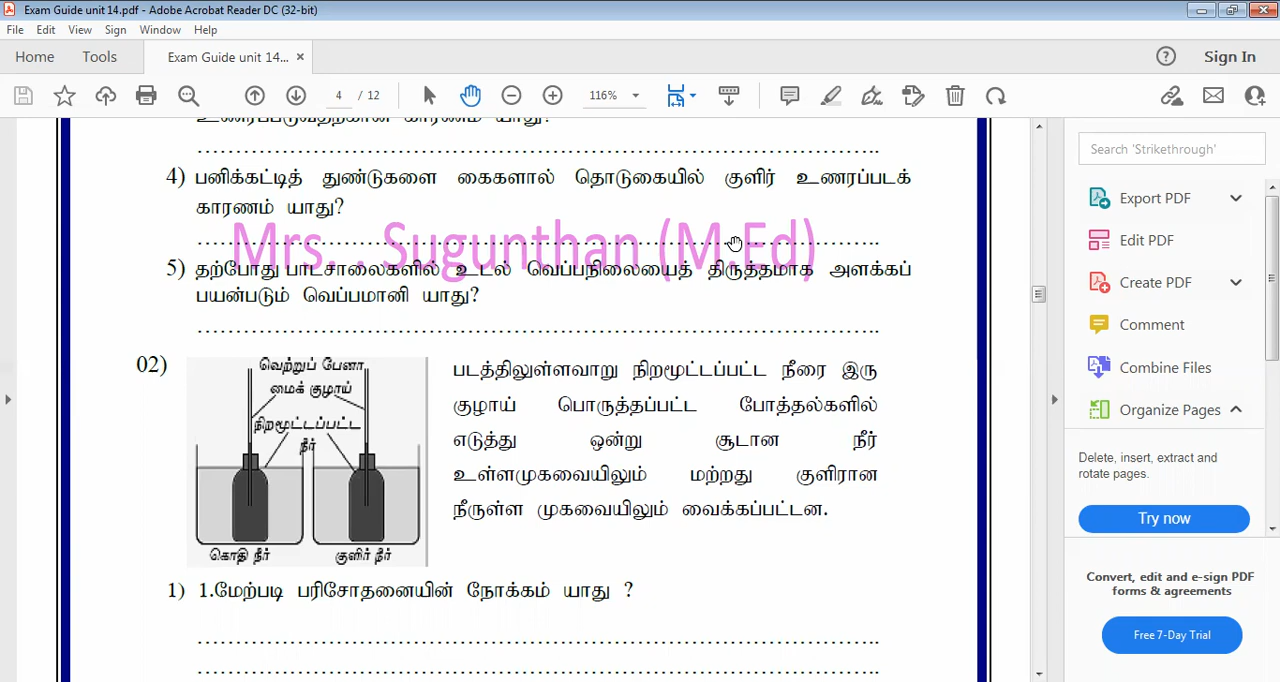 Exam Guide unit 14.pdf - Adobe Acrobat Reader DC (32-bit)
File Edit View Sign Window Help
Home Tools Exam Guide unit 14... × Sign In
4 / 12 116%
உணரப்படுவதற்கான காரணம் யாது?
4) பனிக்கட்டித் துண்டுகளை கைகளால் தொடுகையில் குளிர் உணரப்படக்
காரணம் யாது?
Mrs. . Sugunthan (M.Ed)
5) தற்போது பாடசாலைகளில் உடல் வெப்பநிலையைத் திருத்தமாக அளக்கப்
பயன்படும் வெப்பமானி யாது?
02)
வெற்றுப் பேனா
மைக் குழாய்
நிறமூட்டப்பட்ட
நீர்
கொதி நீர் குளிர் நீர்
படத்திலுள்ளவாறு நிறமூட்டப்பட்ட நீரை இரு
குழாய் பொருத்தப்பட்ட போத்தல்களில்
எடுத்து ஒன்று சூடான நீர்
உள்ளமுகவையிலும் மற்றது குளிரான
நீருள்ள முகவையிலும் வைக்கப்பட்டன.
1) 1.மேற்படி பரிசோதனையின் நோக்கம் யாது ?
Search 'Strikethrough'
Export PDF
Edit PDF
Create PDF
Comment
Combine Files
Organize Pages
Delete, insert, extract and
rotate pages.
Try now
Convert, edit and e-sign PDF
forms & agreements
Free 7-Day Trial